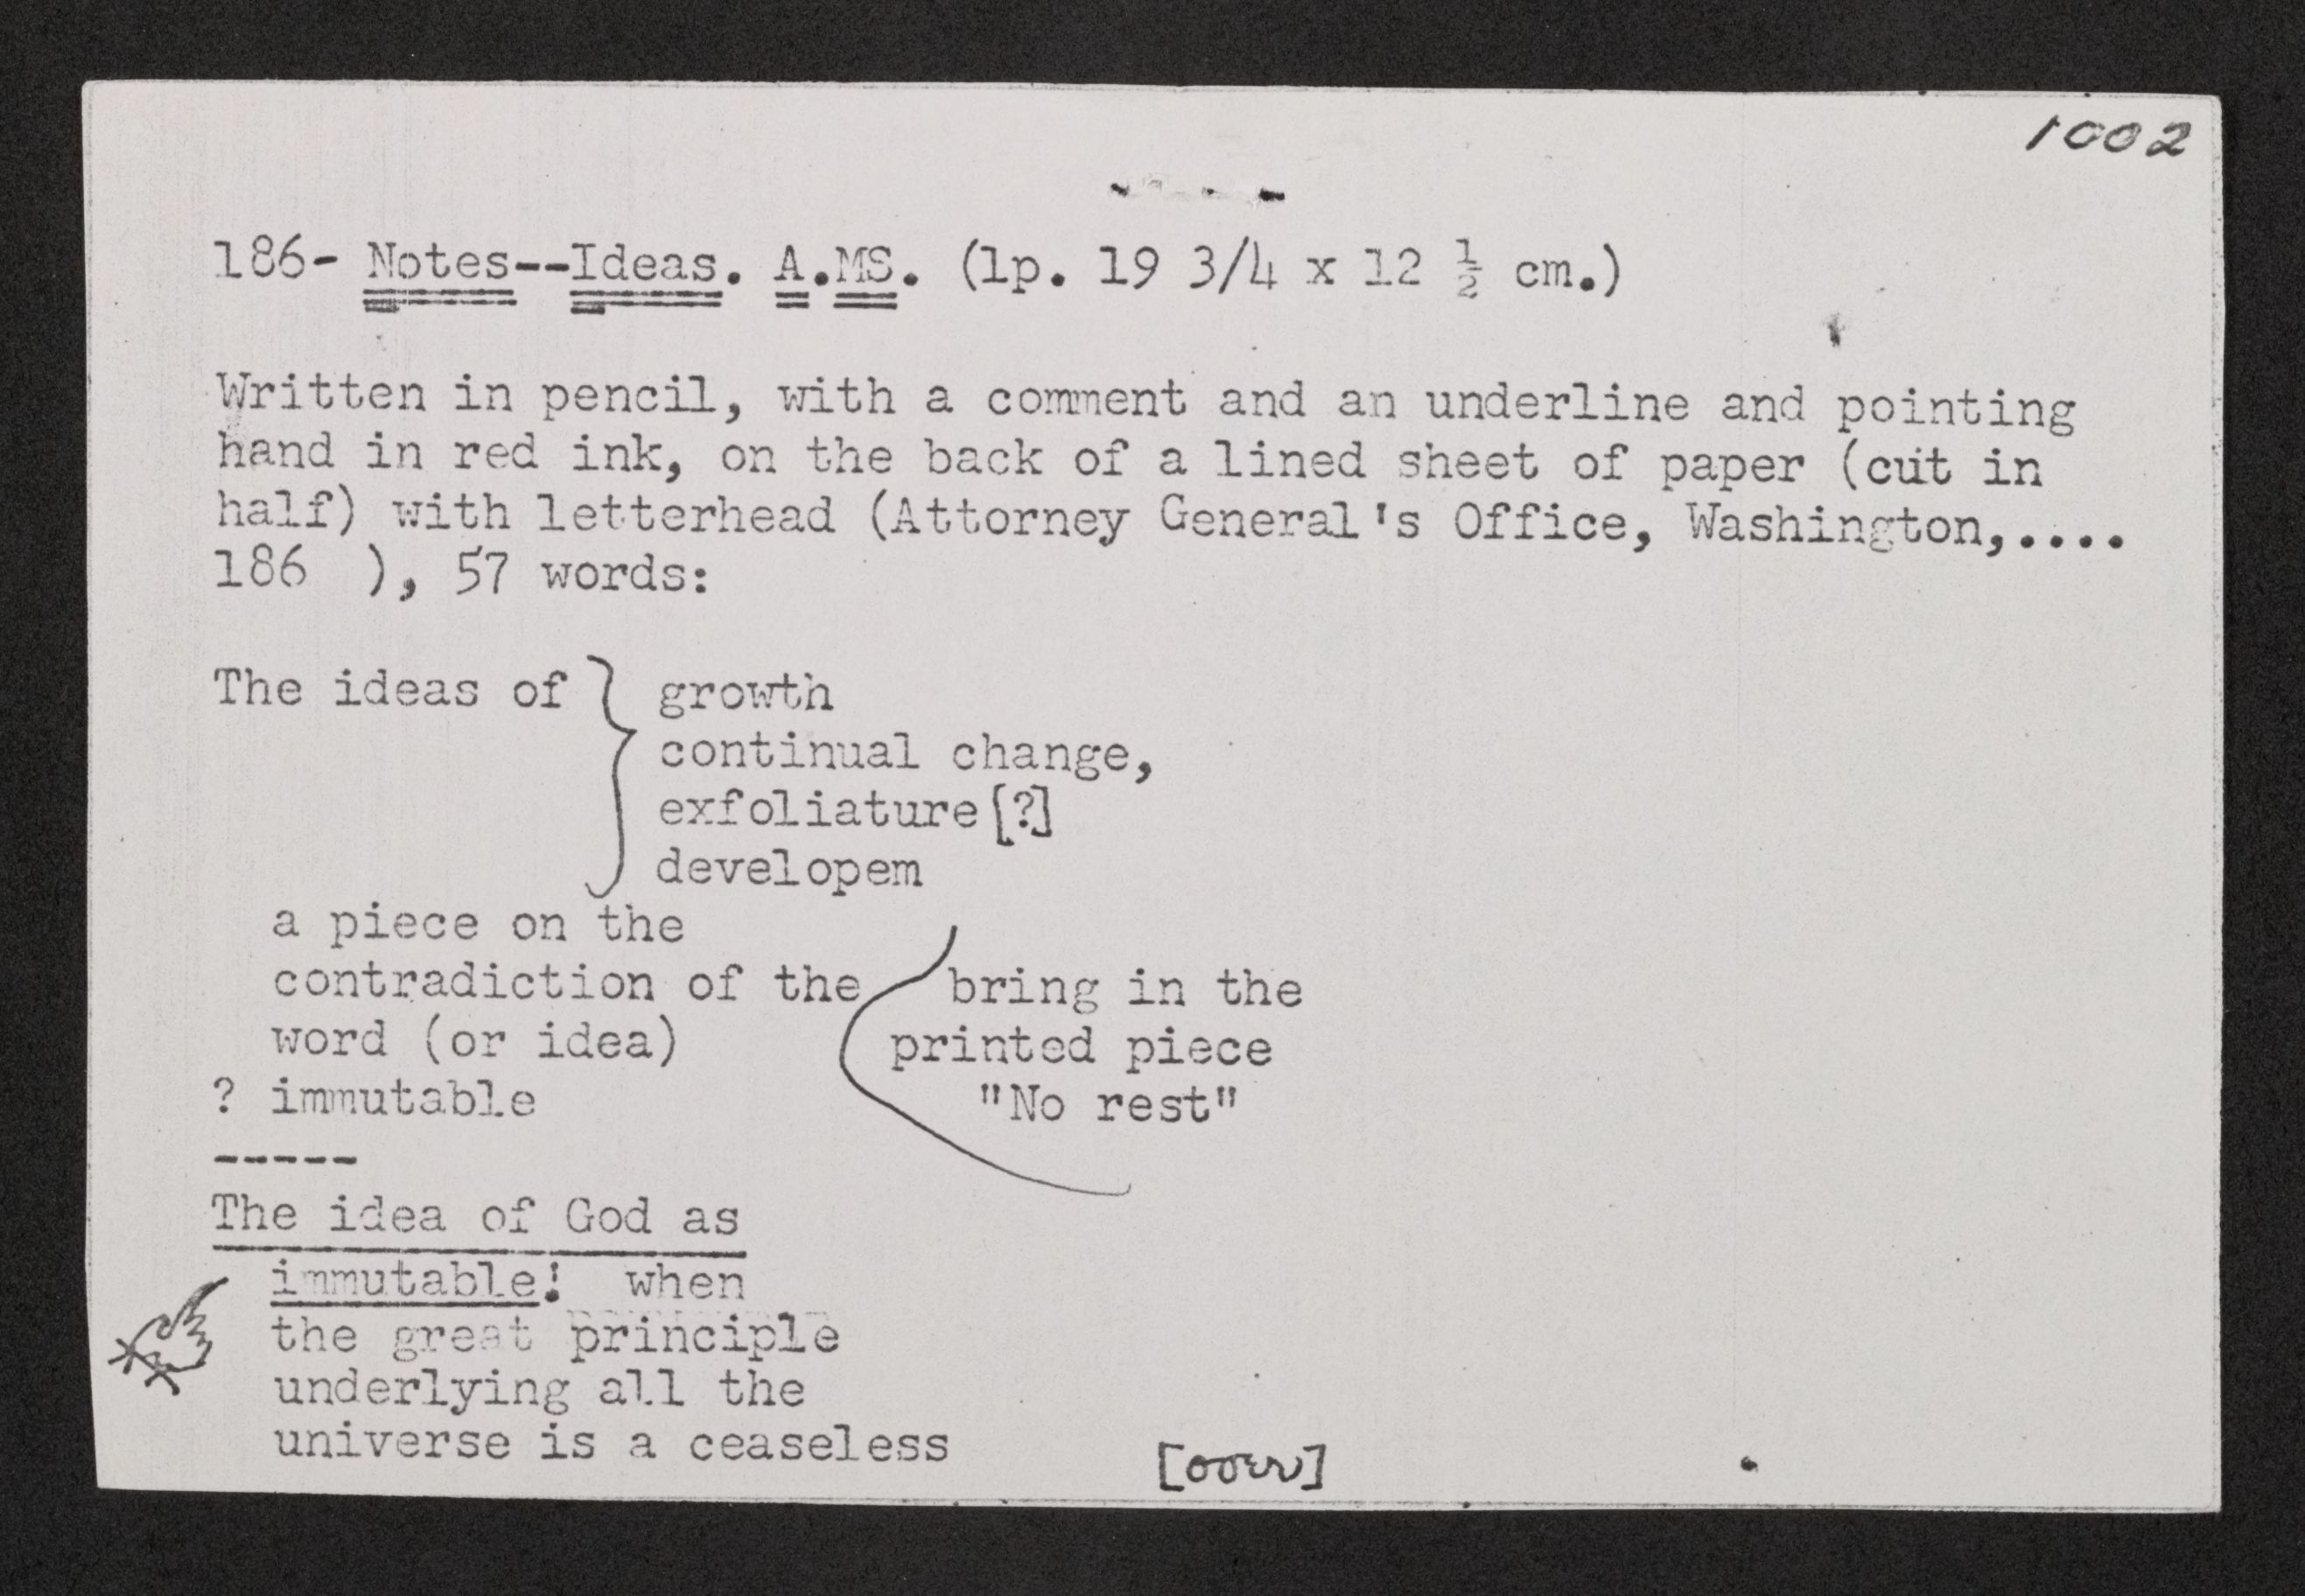 1002
186- Notes--Ideas. A.MS. (1p. 19 3/4 x 12 ½ cm.)
Written in pencil, with a comment and an underline and pointing
hand in red ink, on the back of a lined sheet of paper (cut in
half) with letterhead (Attorney General's Office, Washington,....
186  ), 57 words:
The ideas of } growth
continual change,
exfoliature[?]
developem
a piece on the
contradiction of the ( bring in the
word (or idea) printed piece
? immutable "No rest"
-----
The idea of God as
immutable! when
the great principle
underlying all the
universe is a ceaseless
[over]